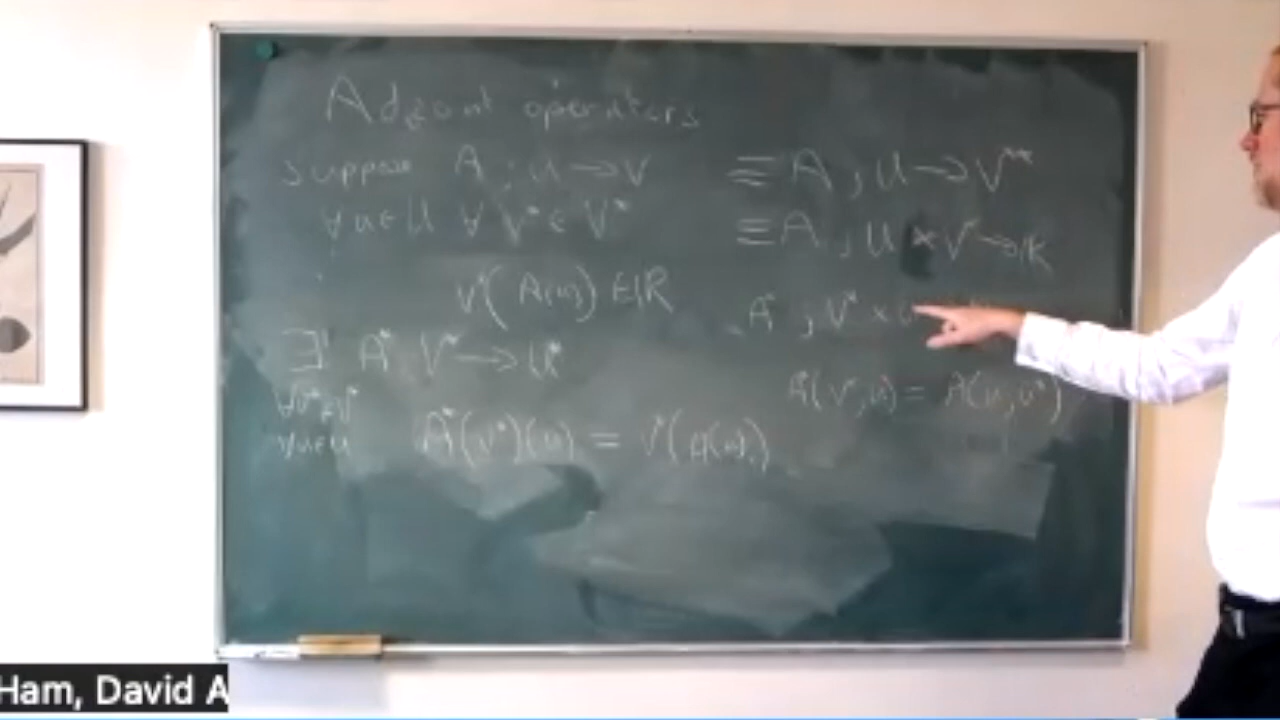 Adjoint operators
Suppose A : U → V
∀u∈U ∀ V* ∈ V*
V*( A(u) ) ∈ ℝ
∃! A* V* → U*
∀v*∈V*
∀u∈U
A*(V*)(u) = V*(A(u))
≡ A : U → V**
≡ A : U × V* → ℝ
A* : V* × U
A*(V*, u) = A(u, v*)
Ham, David A